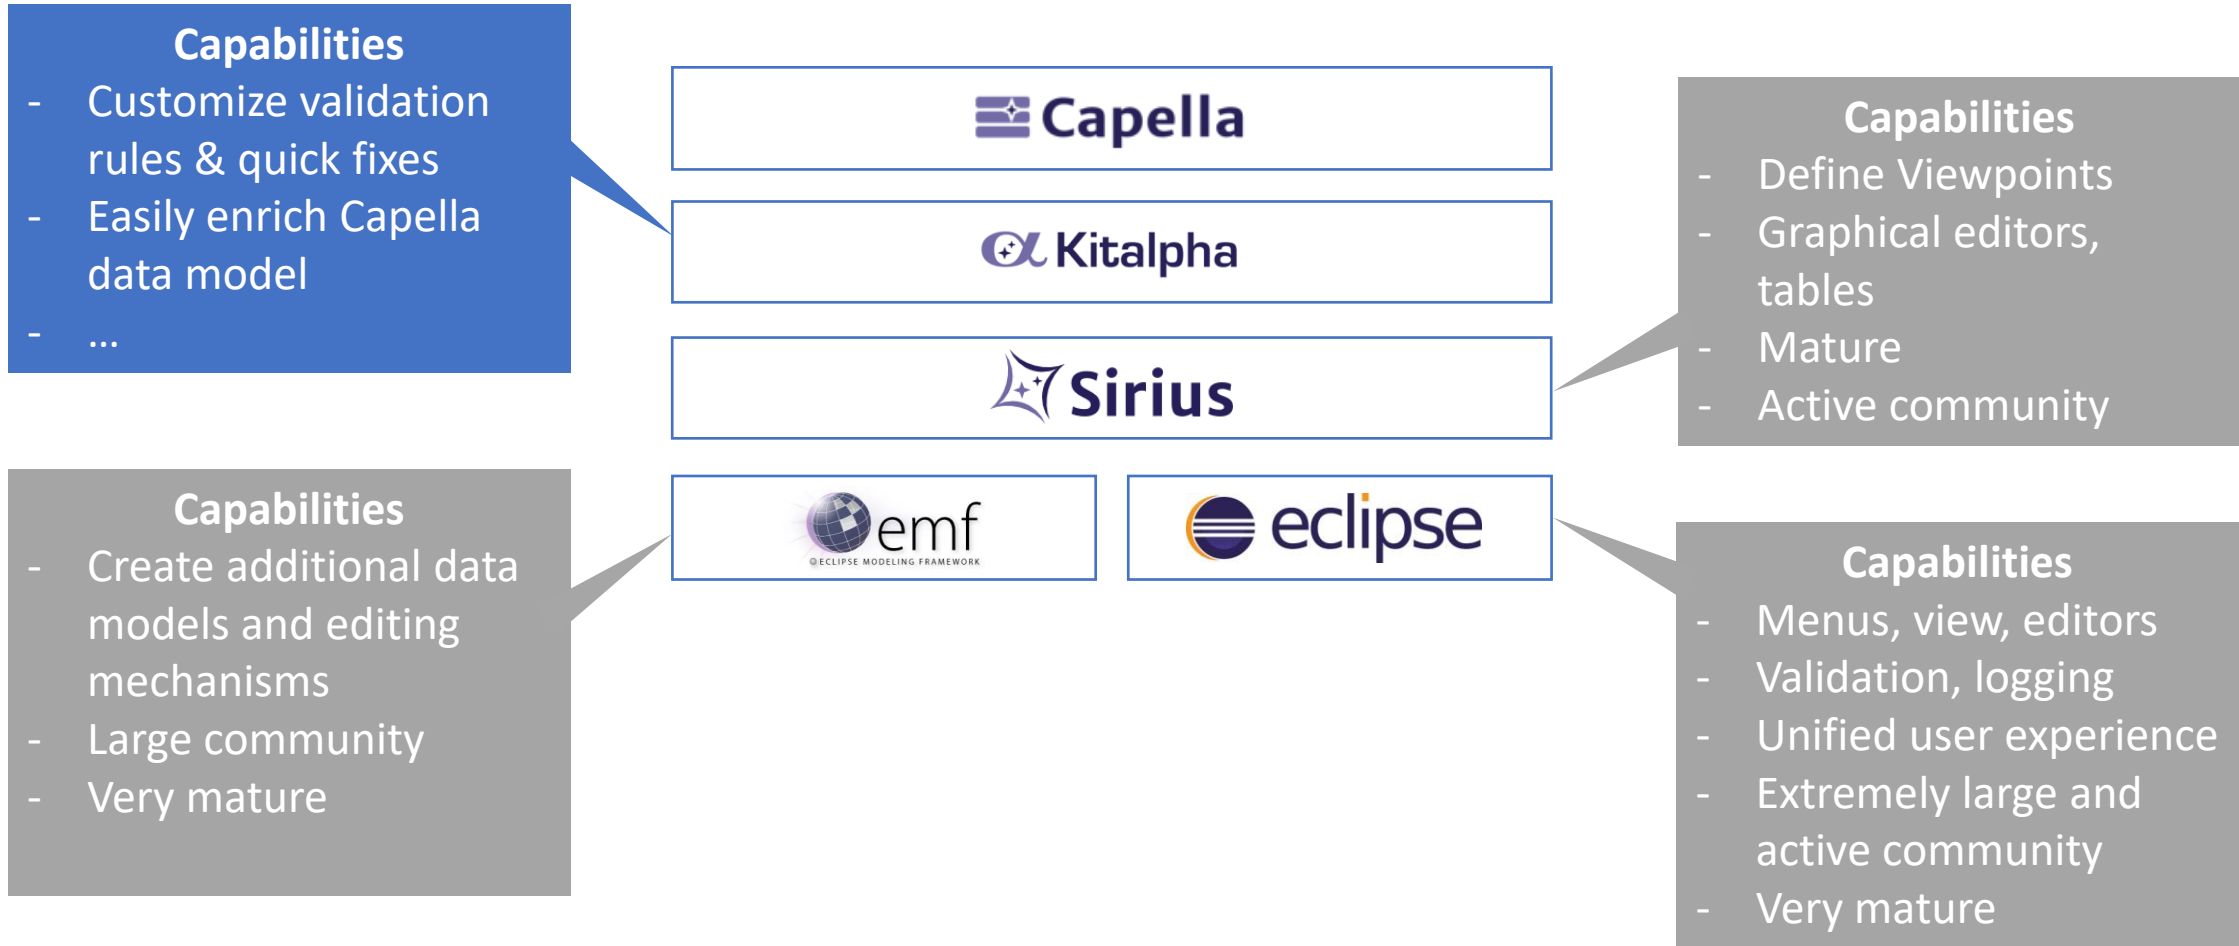 Capabilities
- Customize validation
rules & quick fixes
- Easily enrich Capella
data model
- ...
Capella
Kitalpha
Sirius
emf
ECLIPSE MODELING FRAMEWORK
eclipse
Capabilities
- Define Viewpoints
- Graphical editors,
tables
- Mature
- Active community
Capabilities
- Create additional data
models and editing
mechanisms
- Large community
- Very mature
Capabilities
- Menus, view, editors
- Validation, logging
- Unified user experience
- Extremely large and
active community
- Very mature